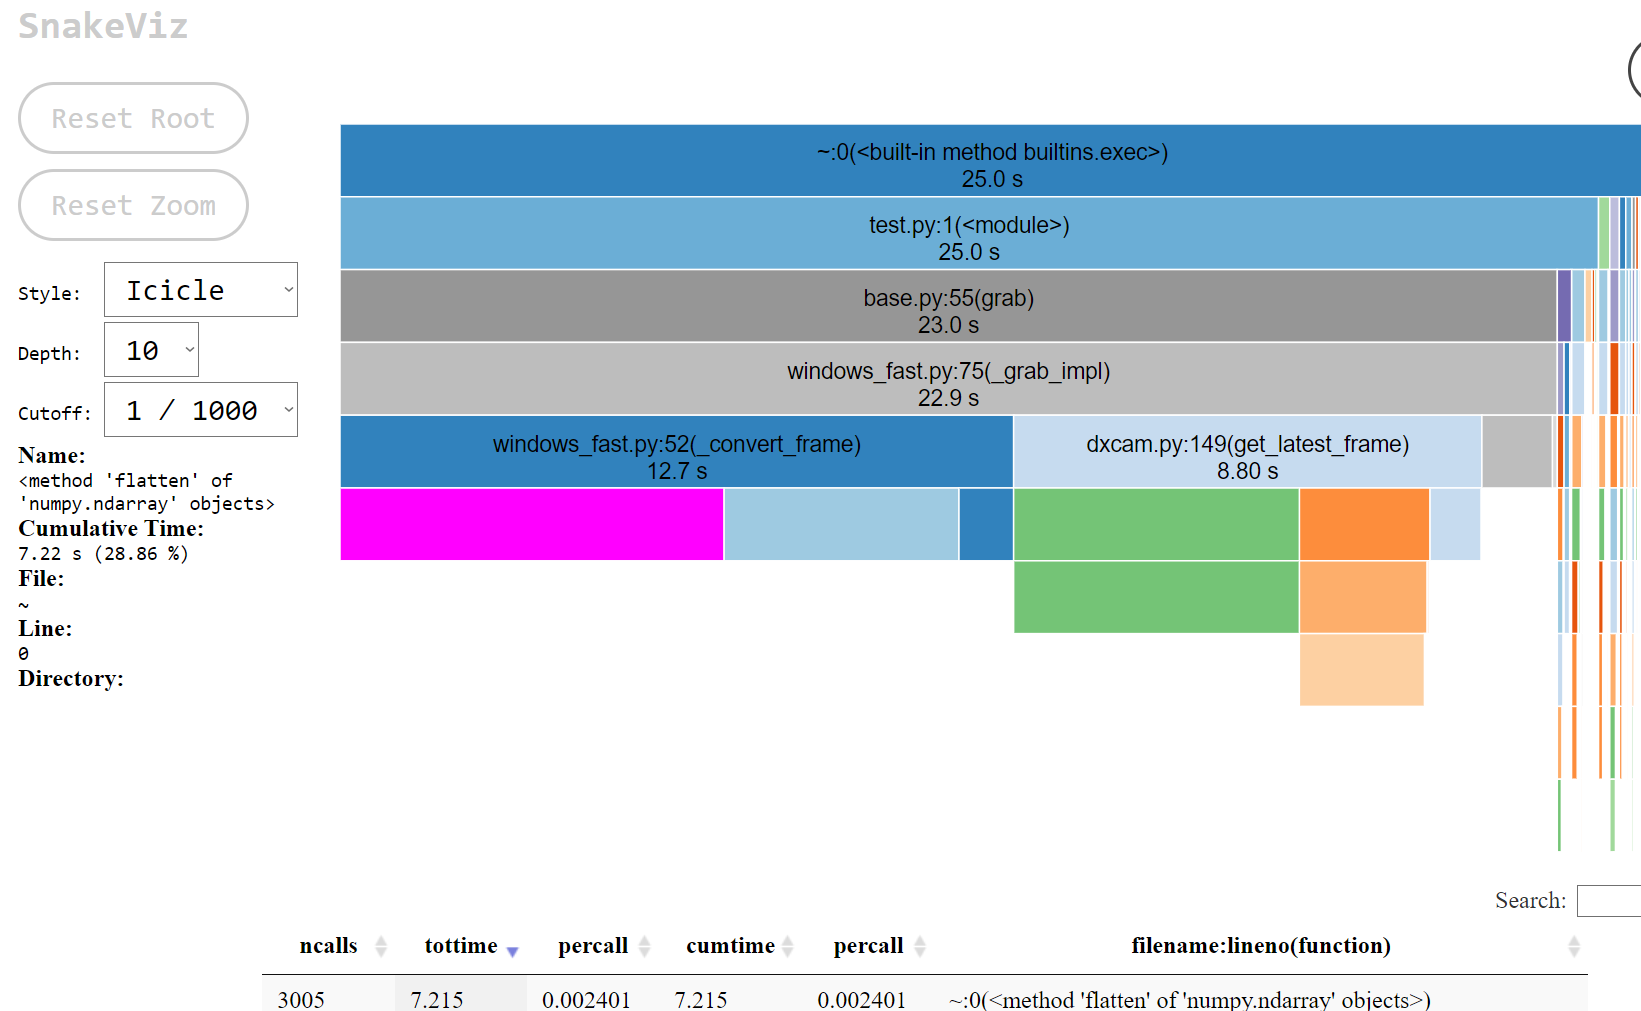 SnakeViz
Reset Root
Reset Zoom
Style: Icicle
Depth: 10
Cutoff: 1 / 1000
Name:
<method 'flatten' of
'numpy.ndarray' objects>
Cumulative Time:
7.22 s (28.86 %)
File:
~
Line:
0
Directory:
~:0(<built-in method builtins.exec>)
25.0 s
test.py:1(<module>)
25.0 s
base.py:55(grab)
23.0 s
windows_fast.py:75(_grab_impl)
22.9 s
windows_fast.py:52(_convert_frame)
12.7 s
dxcam.py:149(get_latest_frame)
8.80 s
Search:
ncalls tottime percall cumtime percall filename:lineno(function)
3005 7.215 0.002401 7.215 0.002401 ~:0(<method 'flatten' of 'numpy.ndarray' objects>)